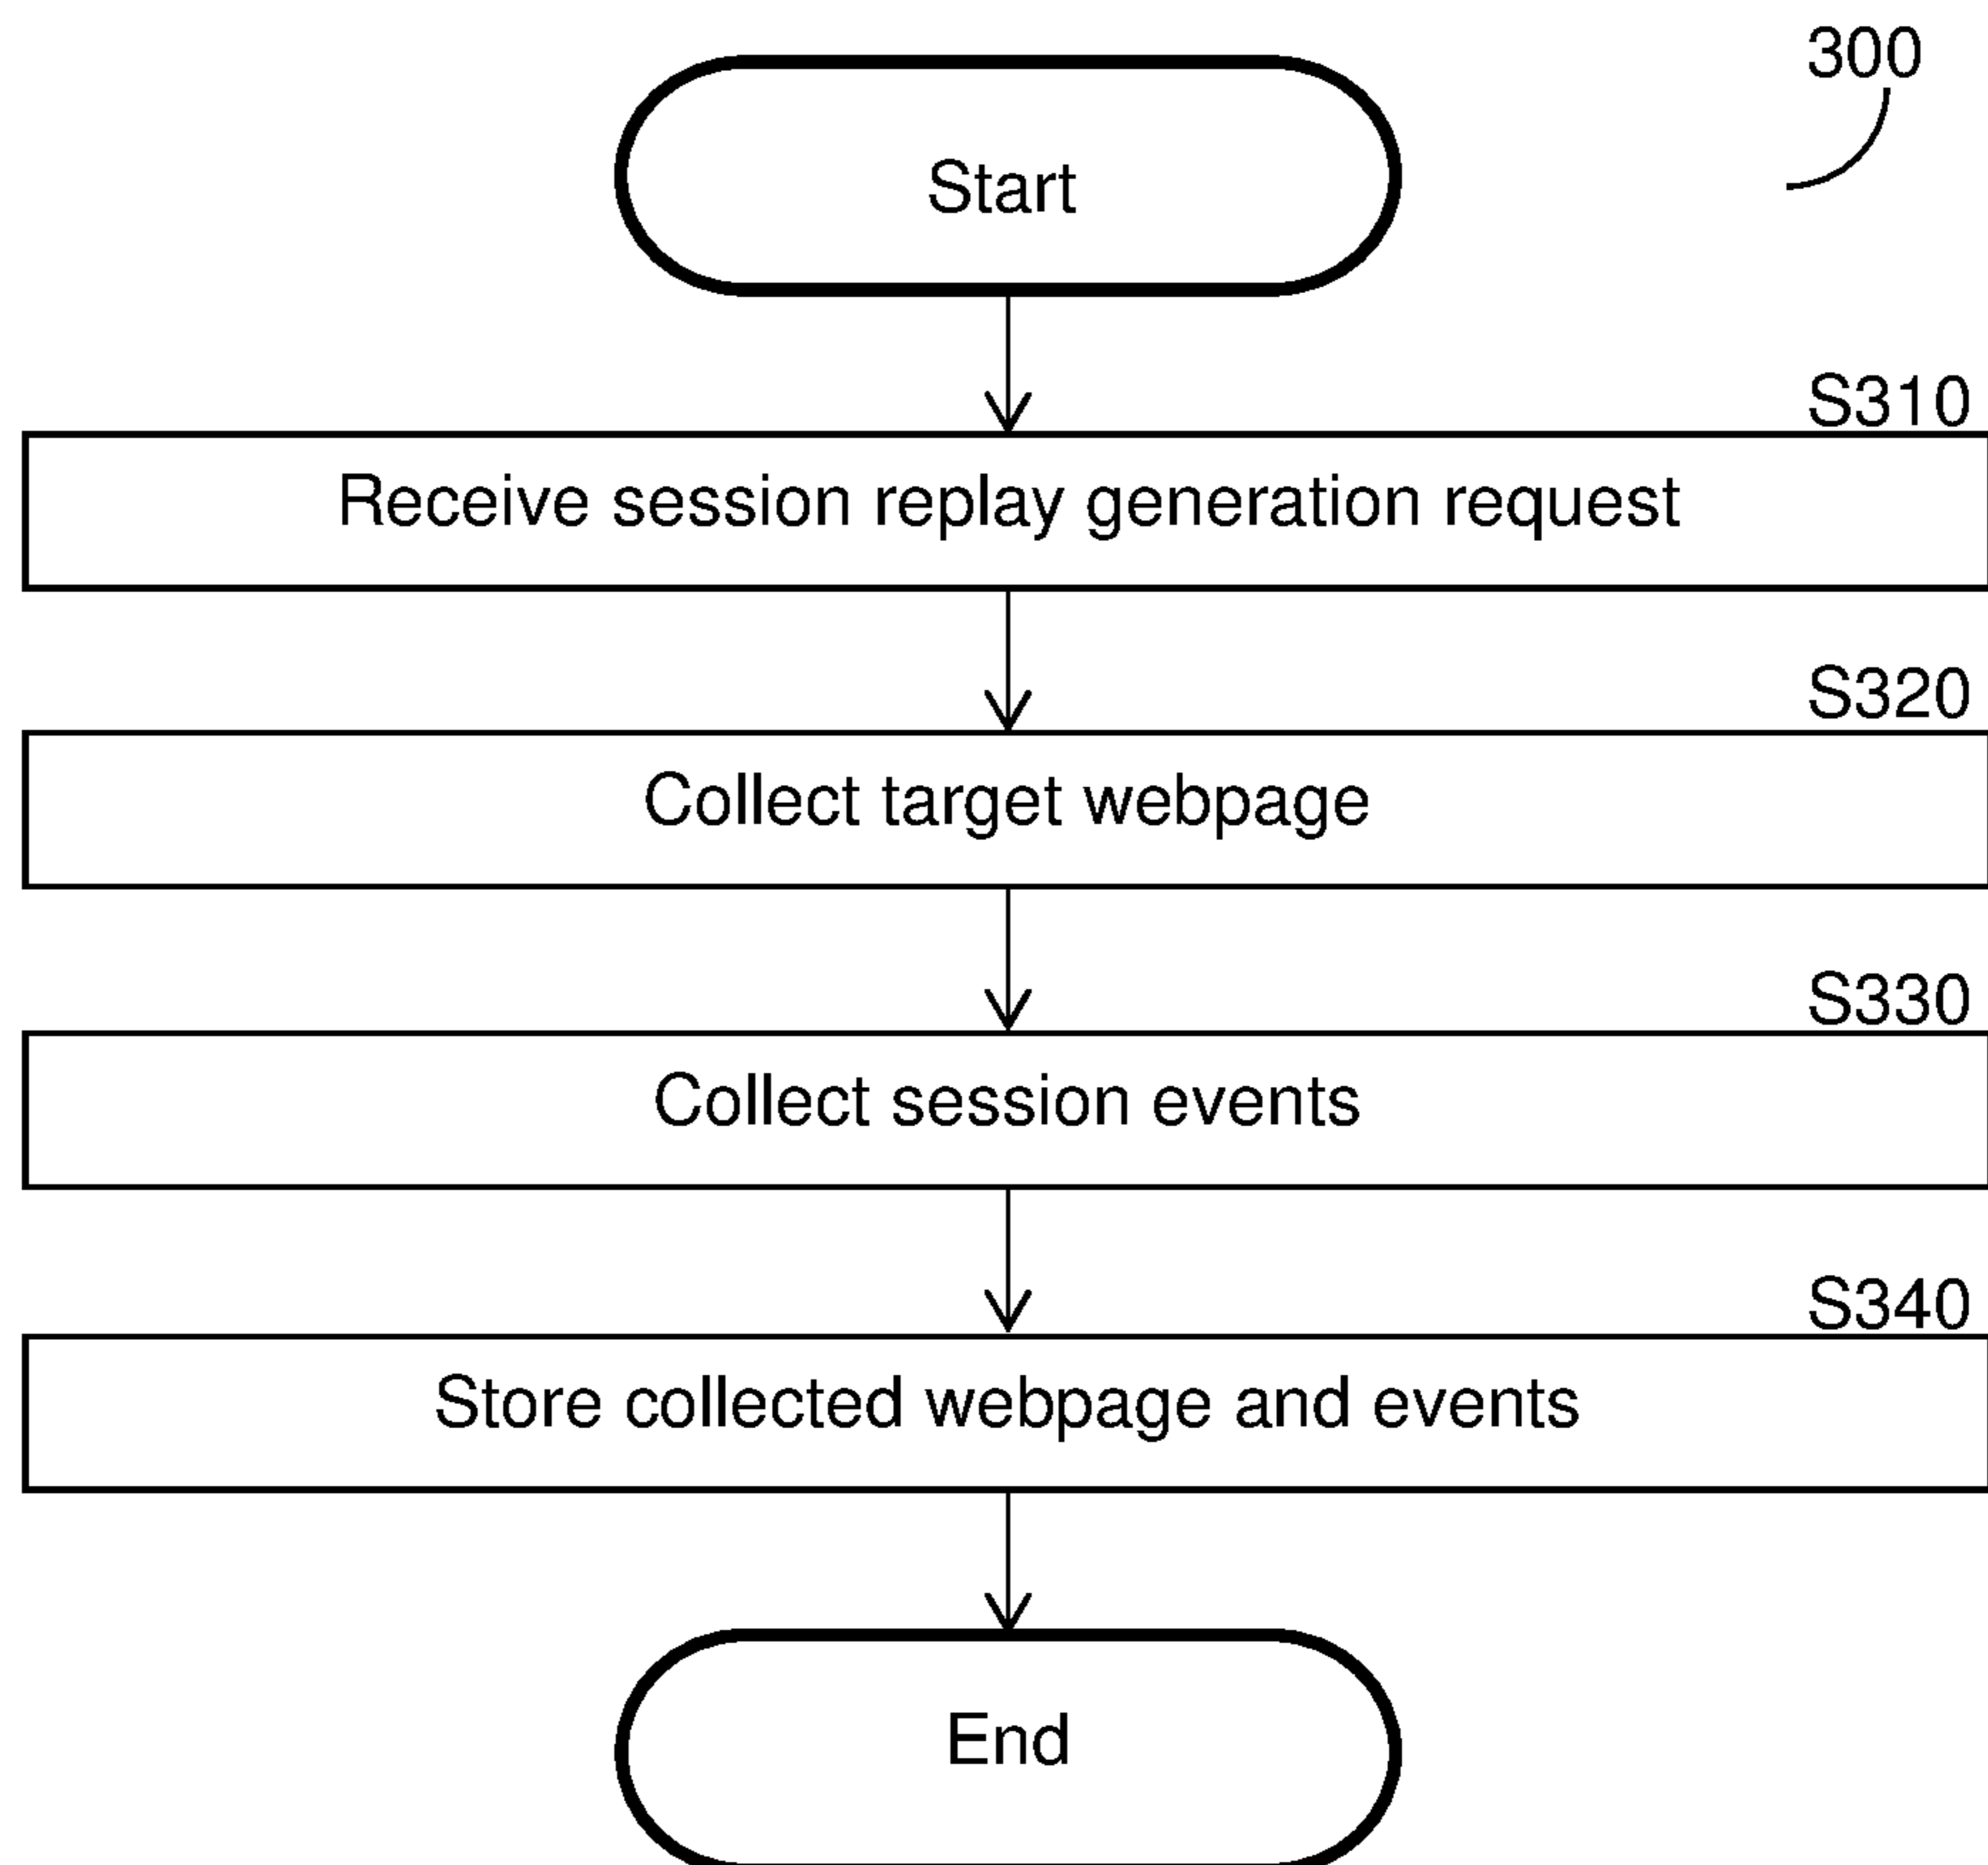 300
Start
S310
Receive session replay generation request
S320
Collect target webpage
S330
Collect session events
S340
Store collected webpage and events
End